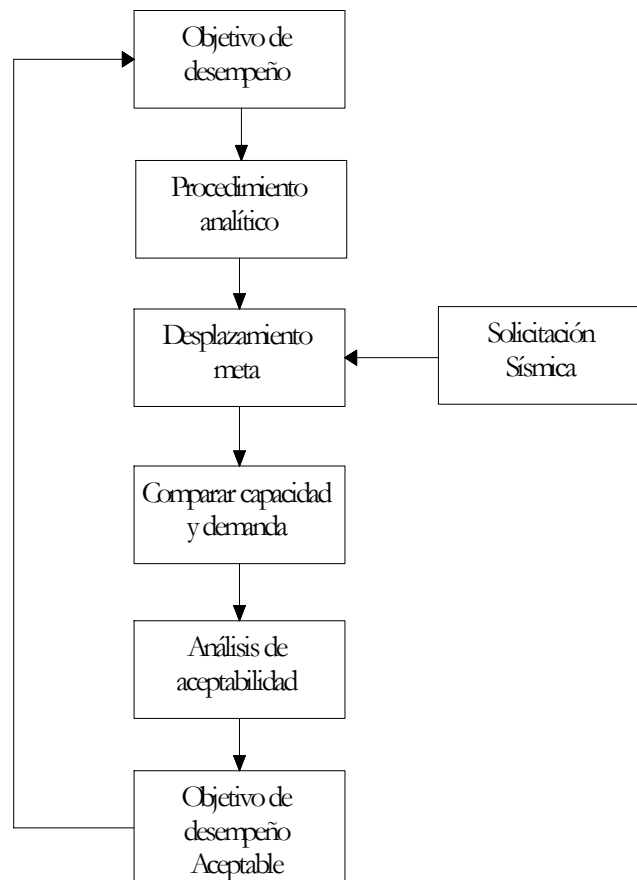 Objetivo de
desempeño
Procedimiento
analítico
Desplazamiento
meta
Solicitación
Sísmica
Comparar capacidad
y demanda
Análisis de
aceptabilidad
Objetivo de
desempeño
Aceptable